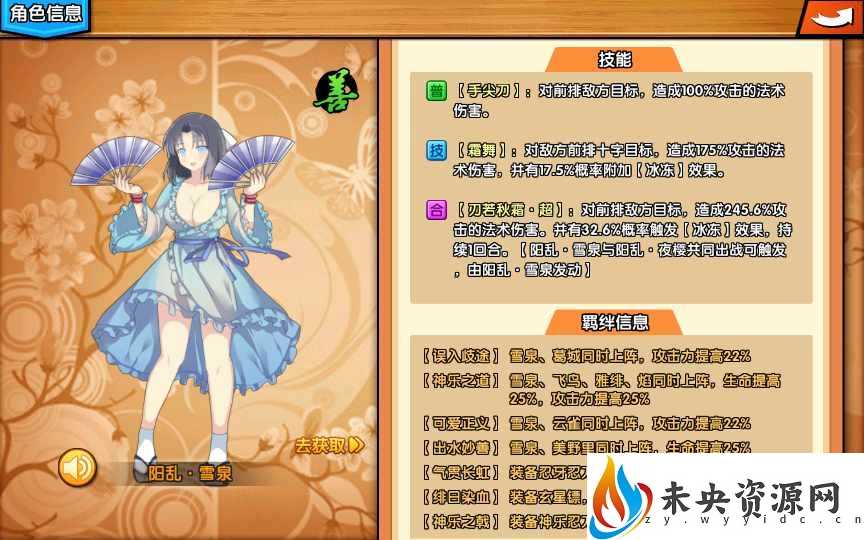 角色信息
善
技能
普 【手尖刀】：对前排敌方目标，造成100%攻击的法术
伤害。
技 【霜舞】：对敌方前排十字目标，造成175%攻击的法
术伤害，并有17.5%概率附加【冰冻】效果。
合 【刃若秋霜·超】：对前排敌方目标，造成245.6%攻
击的法术伤害。并有32.6%概率触发【冰冻】效果，持
续1回合。【阳乱·雪泉与阳乱·夜樱共同出战可触发
，由阳乱·雪泉发动】
羁绊信息
【误入歧途】 雪泉、葛城同时上阵，攻击力提高22%
【神乐之道】 雪泉、飞鸟、雅绯、焰同时上阵，生命提高
25%，攻击力提高25%
【可爱正义】 雪泉、云雀同时上阵，攻击力提高22%
【出水妙善】 雪泉、美野里同时上阵，生命提高25%
【气贯长虹】 装备忍牙忍
【绯日染血】 装备玄星镖，
【神乐之戟】 装备神乐忍
去获取
阳乱·雪泉
未央资源网
zy.wyyidc.cn